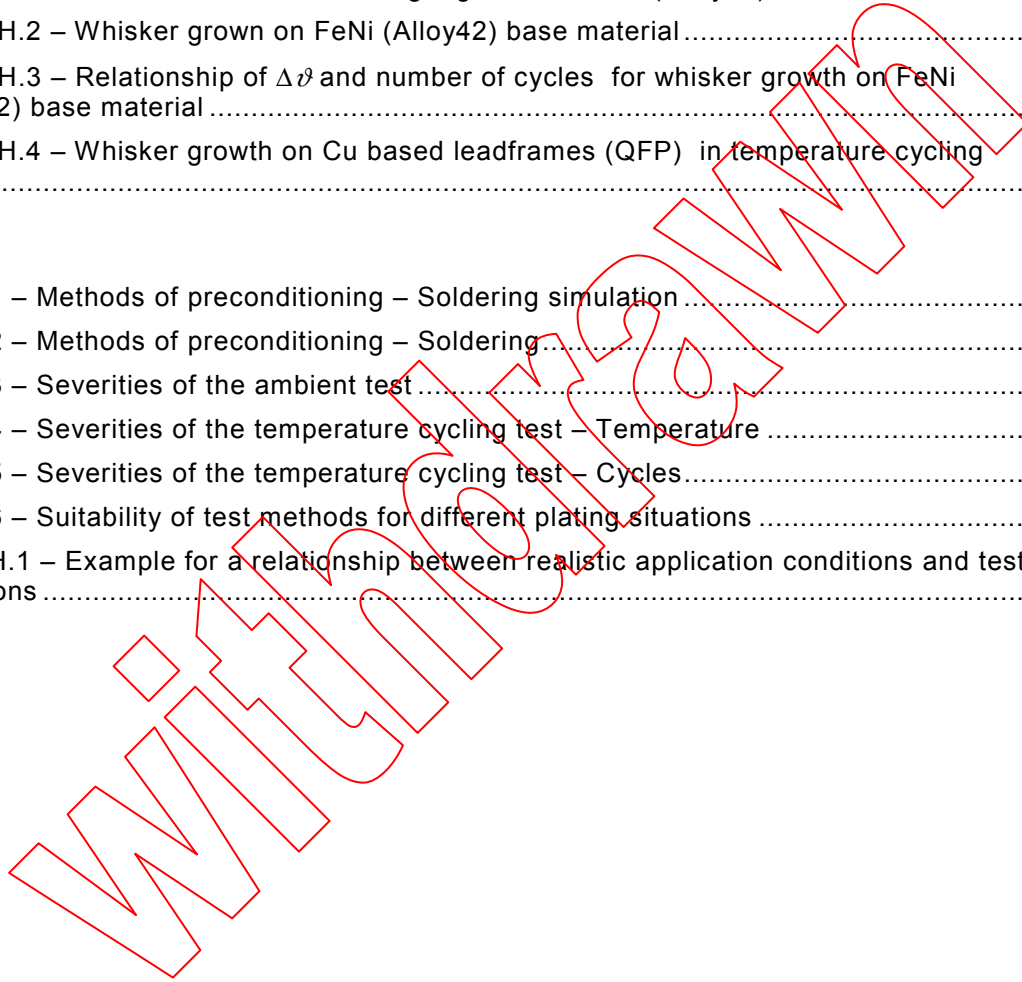 H.2 – Whisker grown on FeNi (Alloy42) base material
H.3 – Relationship of Δϑ and number of cycles for whisker growth on FeNi
2) base material
H.4 – Whisker growth on Cu based leadframes (QFP) in temperature cycling
– Methods of preconditioning – Soldering simulation
– Methods of preconditioning – Soldering
– Severities of the ambient test
– Severities of the temperature cycling test – Temperature
– Severities of the temperature cycling test – Cycles
– Suitability of test methods for different plating situations
H.1 – Example for a relationship between realistic application conditions and test
ons
withdrawn